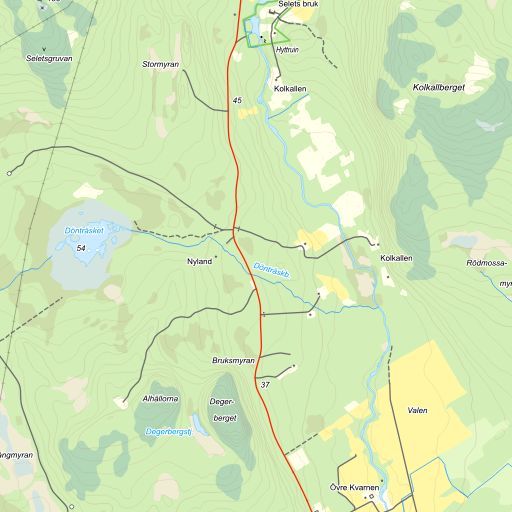 Selets bruk
Hyttruin
Seletsgruvan
Stormyran
Kolkallen
Kolkallberget
45
Dönträsket
54
Nyland
Dönträskb.
Kolkallen
Rödmossa-
myr
Bruksmyran
37
Alhällorna
Deger-
berget
Degerbergstj
Valen
ångmyran
Övre Kvarnen